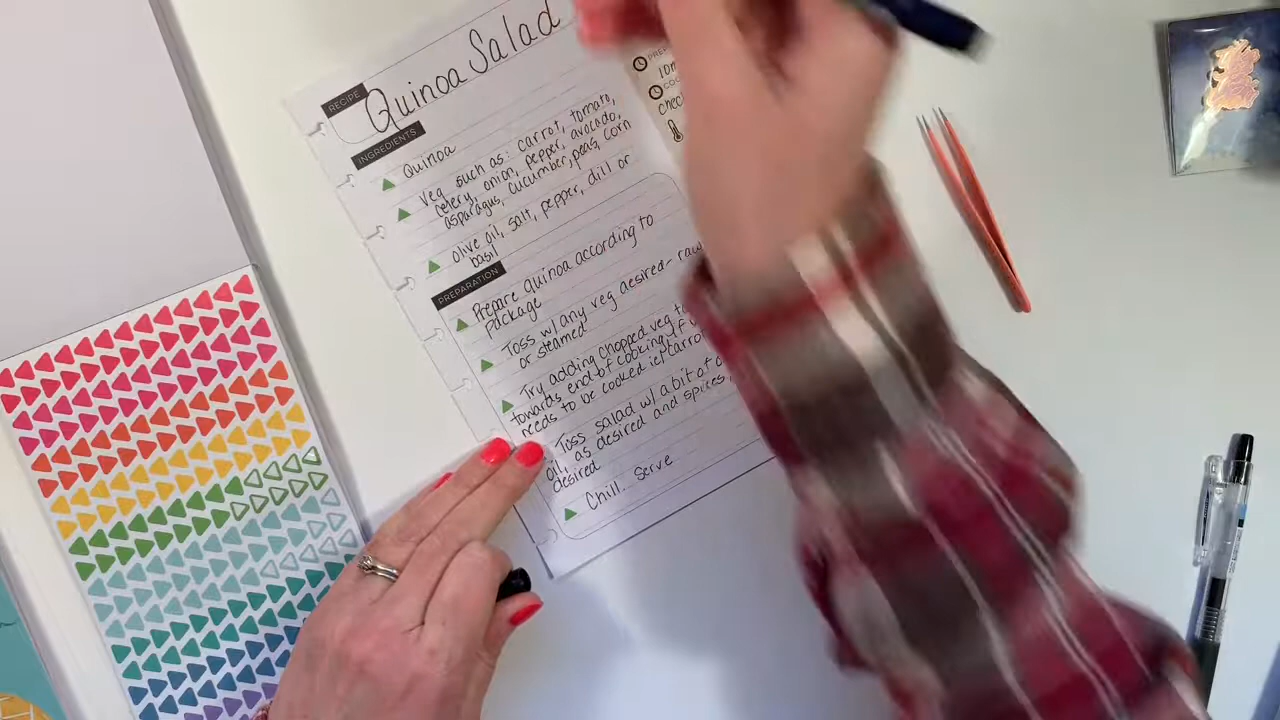 RECIPE
Quinoa Salad
INGREDIENTS
Quinoa
Veg such as: carrot, tomato,
celery, onion, pepper, avocado,
asparagus, cucumber, peas, corn
olive oil, salt, pepper, dill or
basil
PREPARATION
Prepare Quinoa according to
package
Toss w/ any veg desired- raw
or steamed
Try adding chopped veg
towards end of cooking if
needs to be cooked ie/ carro
Toss salad w/ a bit of
oil, as desired and spices
desired
Chill. Serve